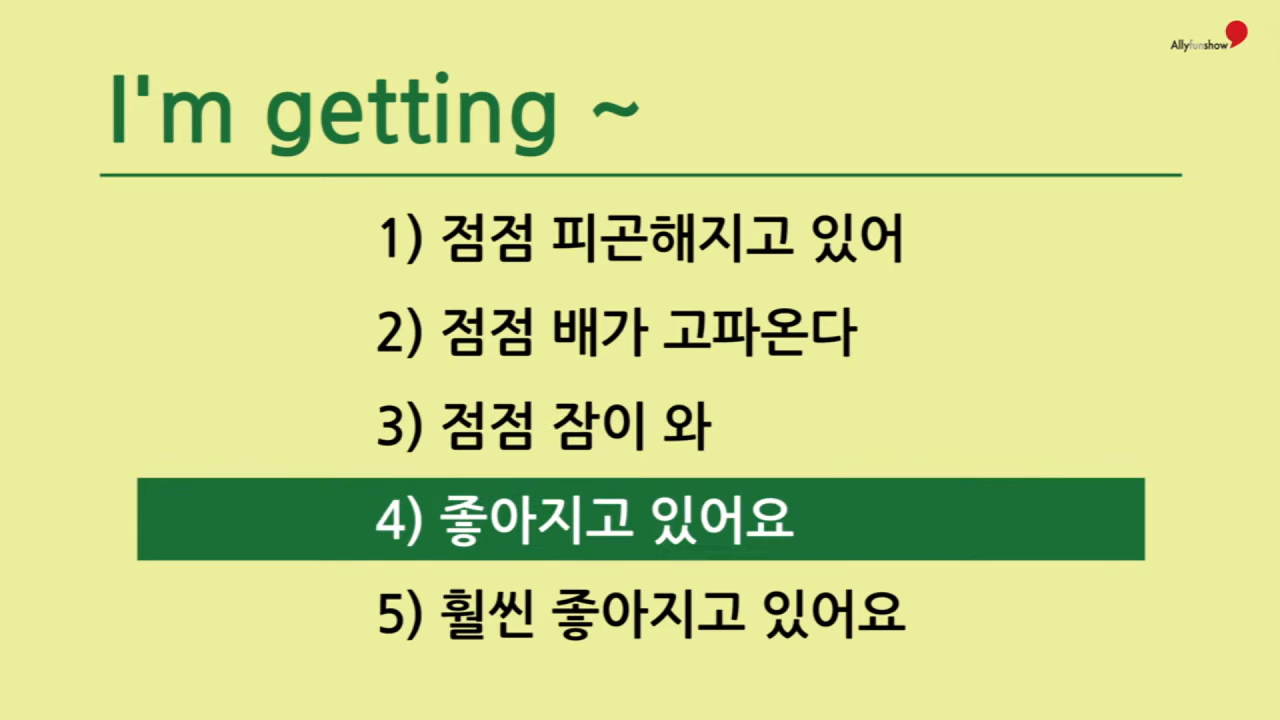 Allyfunshow
I'm getting ~
1) 점점 피곤해지고 있어
2) 점점 배가 고파온다
3) 점점 잠이 와
4) 좋아지고 있어요
5) 훨씬 좋아지고 있어요